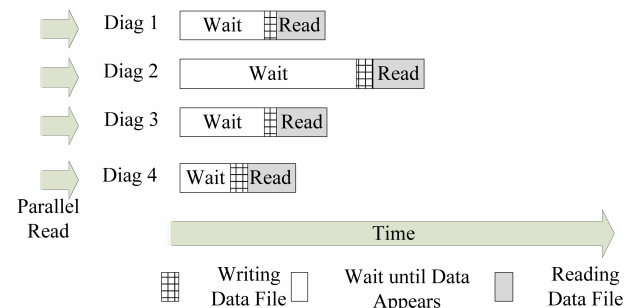 Diag 1 Wait Read
Diag 2 Wait Read
Diag 3 Wait Read
Diag 4 Wait Read
Parallel
Read
Time
Writing
Data File
Wait until Data
Appears
Reading
Data File